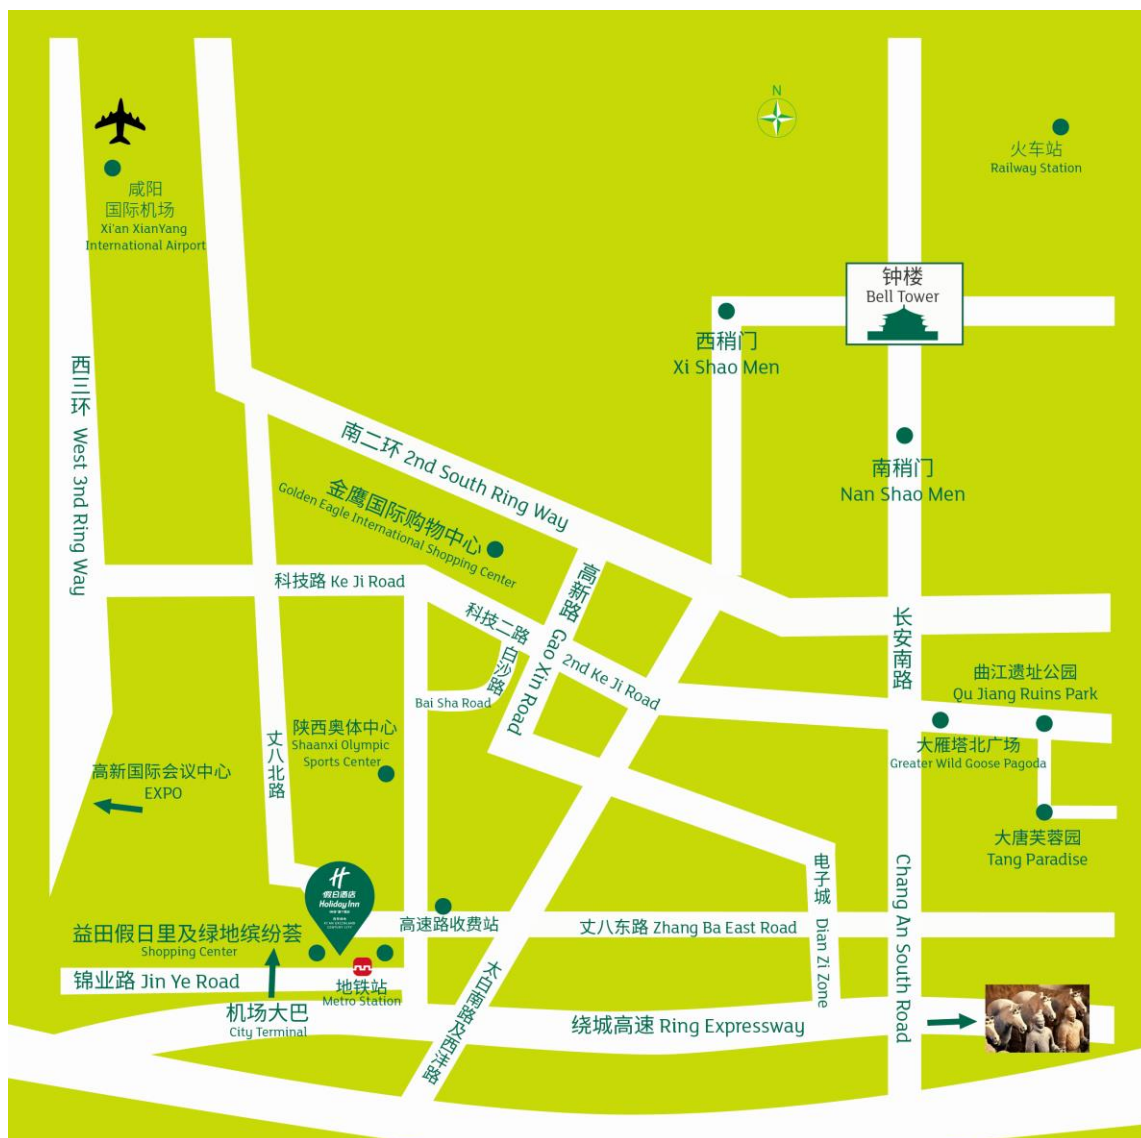 N
火车站
Railway Station
咸阳
国际机场
Xi'an XianYang
International Airport
钟楼
Bell Tower
西稍门
Xi Shao Men
西三环 West 3nd Ring Way
南二环 2nd South Ring Way
南稍门
Nan Shao Men
金鹰国际购物中心
Golden Eagle International Shopping Center
科技路 Ke Ji Road
高新路 Gao Xin Road
科技二路 2nd Ke Ji Road
白沙路
Bai Sha Road
长安南路 Chang An South Road
曲江遗址公园
Qu Jiang Ruins Park
大雁塔北广场
Greater Wild Goose Pagoda
陕西奥体中心
Shaanxi Olympic
Sports Center
丈八北路
高新国际会议中心
EXPO
大唐芙蓉园
Tang Paradise
电子城 Dian Zi Zone
H
假日酒店
Holiday Inn
益田假日里及绿地缤纷荟
Shopping Center
高速路收费站
丈八东路 Zhang Ba East Road
锦业路 Jin Ye Road
地铁站
Metro Station
机场大巴
City Terminal
太白南路及西沣路
绕城高速 Ring Expressway